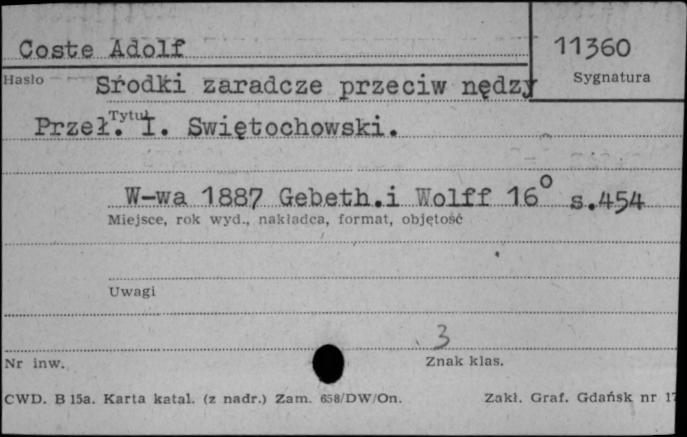 Coste Adolf
11360
Hasło
Sygnatura
Środki zaradcze przeciw nędzy
Tytuł
Przeł. I. Swiętochowski.
W-wa 1887 Gebeth.i Wolff 16° s.454
Miejsce, rok wyd., nakładca, format, objętość
Uwagi
3
Nr inw.
Znak klas.
CWD. B 15a. Karta katal. (z nadr.) Zam. 658/DW/On.
Zakł. Graf. Gdańsk nr